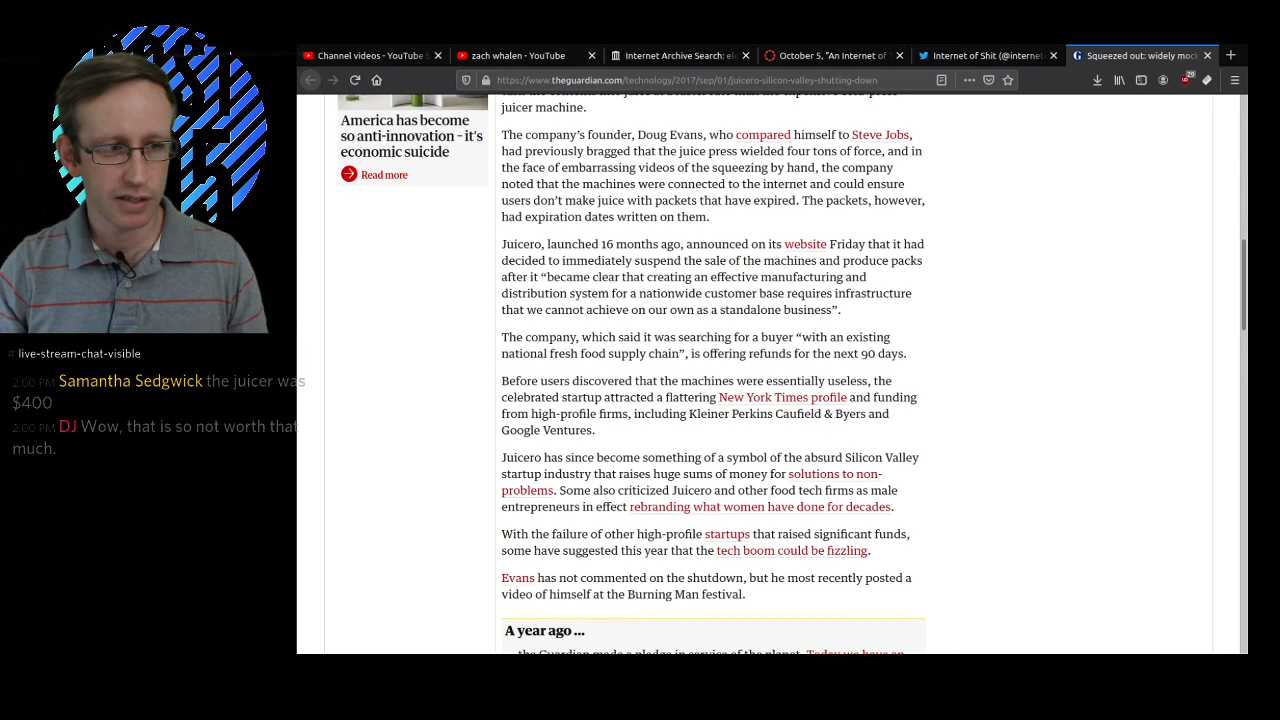 Channel videos - YouTube S
zach whalen - YouTube
Internet Archive Search: ele
October 5, "An Internet of
Internet of Shit (@internet
Squeezed out: widely mock
https://www.theguardian.com/technology/2017/sep/01/juicero-silicon-valley-shutting-down
29
America has become
so anti-innovation – it's
economic suicide
Read more
juicer machine.
The company's founder, Doug Evans, who compared himself to Steve Jobs,
had previously bragged that the juice press wielded four tons of force, and in
the face of embarrassing videos of the squeezing by hand, the company
noted that the machines were connected to the internet and could ensure
users don't make juice with packets that have expired. The packets, however,
had expiration dates written on them.
Juicero, launched 16 months ago, announced on its website Friday that it had
decided to immediately suspend the sale of the machines and produce packs
after it “became clear that creating an effective manufacturing and
distribution system for a nationwide customer base requires infrastructure
that we cannot achieve on our own as a standalone business”.
The company, which said it was searching for a buyer “with an existing
national fresh food supply chain”, is offering refunds for the next 90 days.
Before users discovered that the machines were essentially useless, the
celebrated startup attracted a flattering New York Times profile and funding
from high-profile firms, including Kleiner Perkins Caufield & Byers and
Google Ventures.
Juicero has since become something of a symbol of the absurd Silicon Valley
startup industry that raises huge sums of money for solutions to non-
problems. Some also criticized Juicero and other food tech firms as male
entrepreneurs in effect rebranding what women have done for decades.
With the failure of other high-profile startups that raised significant funds,
some have suggested this year that the tech boom could be fizzling.
Evans has not commented on the shutdown, but he most recently posted a
video of himself at the Burning Man festival.
A year ago ...
# live-stream-chat-visible
2:00 PM Samantha Sedgwick the juicer was
$400
2:00 PM DJ Wow, that is so not worth that
much.